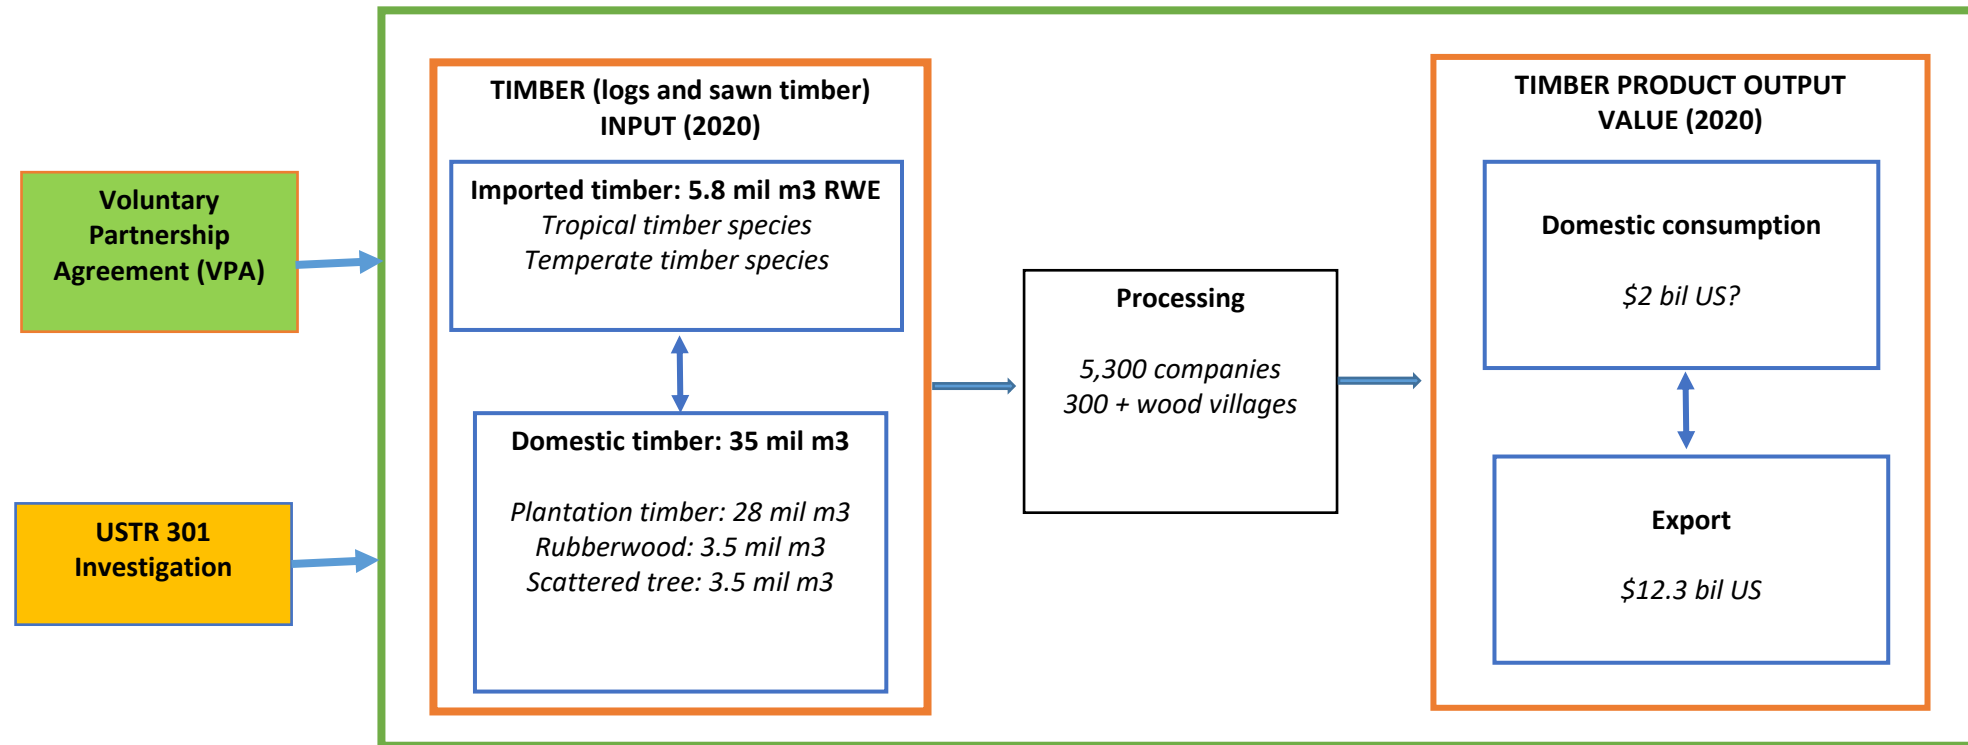 Voluntary
Partnership
Agreement (VPA)
USTR 301
Investigation
TIMBER (logs and sawn timber)
INPUT (2020)
Imported timber: 5.8 mil m3 RWE
Tropical timber species
Temperate timber species
Domestic timber: 35 mil m3
Plantation timber: 28 mil m3
Rubberwood: 3.5 mil m3
Scattered tree: 3.5 mil m3
Processing
5,300 companies
300 + wood villages
TIMBER PRODUCT OUTPUT
VALUE (2020)
Domestic consumption
$2 bil US?
Export
$12.3 bil US